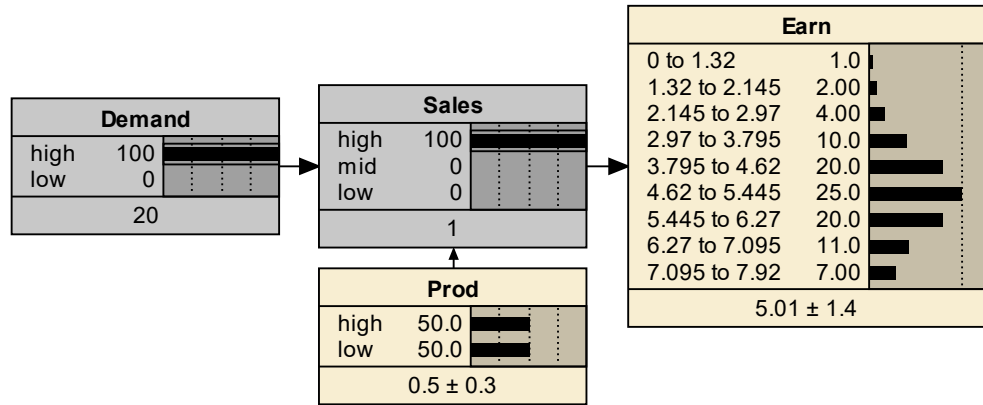 Demand
high 100
low 0
20
Sales
high 100
mid 0
low 0
1
Prod
high 50.0
low 50.0
0.5 ± 0.3
Earn
0 to 1.32 1.0
1.32 to 2.145 2.00
2.145 to 2.97 4.00
2.97 to 3.795 10.0
3.795 to 4.62 20.0
4.62 to 5.445 25.0
5.445 to 6.27 20.0
6.27 to 7.095 11.0
7.095 to 7.92 7.00
5.01 ± 1.4